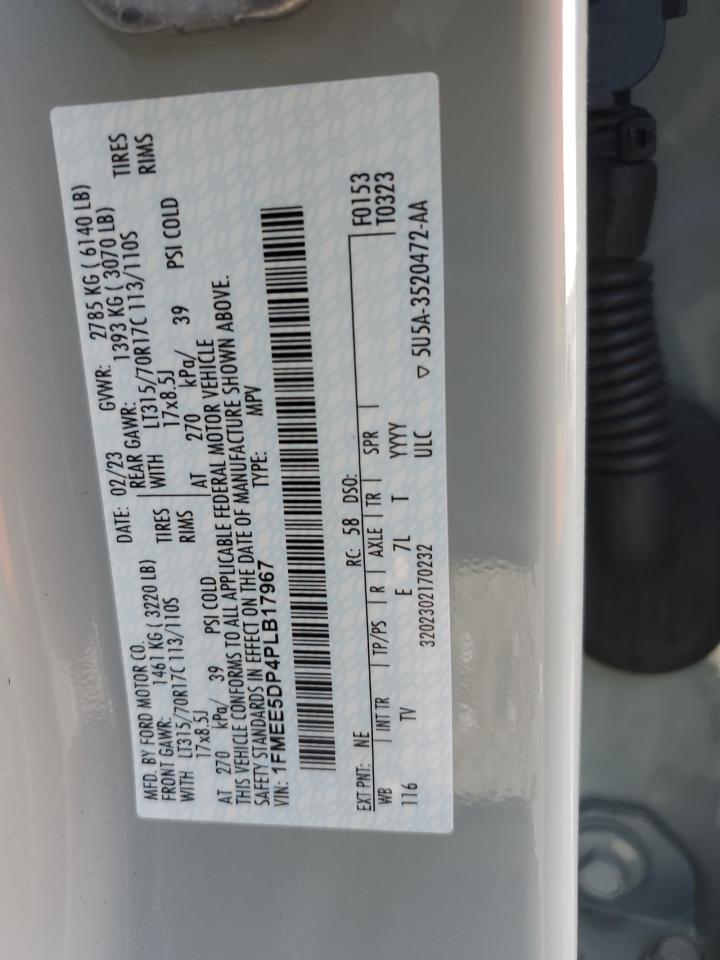 MFD. BY FORD MOTOR CO. DATE: 02/23 GVWR: 2785 KG ( 6140 LB)
FRONT GAWR: 1461 KG ( 3220 LB) REAR GAWR: 1393 KG ( 3070 LB)
WITH LT315/70R17C 113/110S TIRES WITH LT315/70R17C 113/110S TIRES
17x8.5J RIMS 17x8.5J RIMS
AT 270 kPa/ 39 PSI COLD AT 270 kPa/ 39 PSI COLD
THIS VEHICLE CONFORMS TO ALL APPLICABLE FEDERAL MOTOR VEHICLE
SAFETY STANDARDS IN EFFECT ON THE DATE OF MANUFACTURE SHOWN ABOVE.
VIN: 1FMEE5DP4PLB17967 TYPE: MPV
EXT PNT: NE RC: 58 DSO: F0153
WB INT TR TP/PS R AXLE TR SPR T0323
116 TV E 7L T YYYY
3202302170232 ULC ▽ 5U5A-3520472-AA